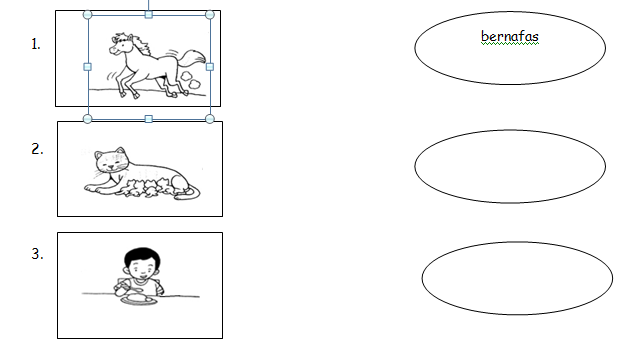 1.
bernafas
2.
3.